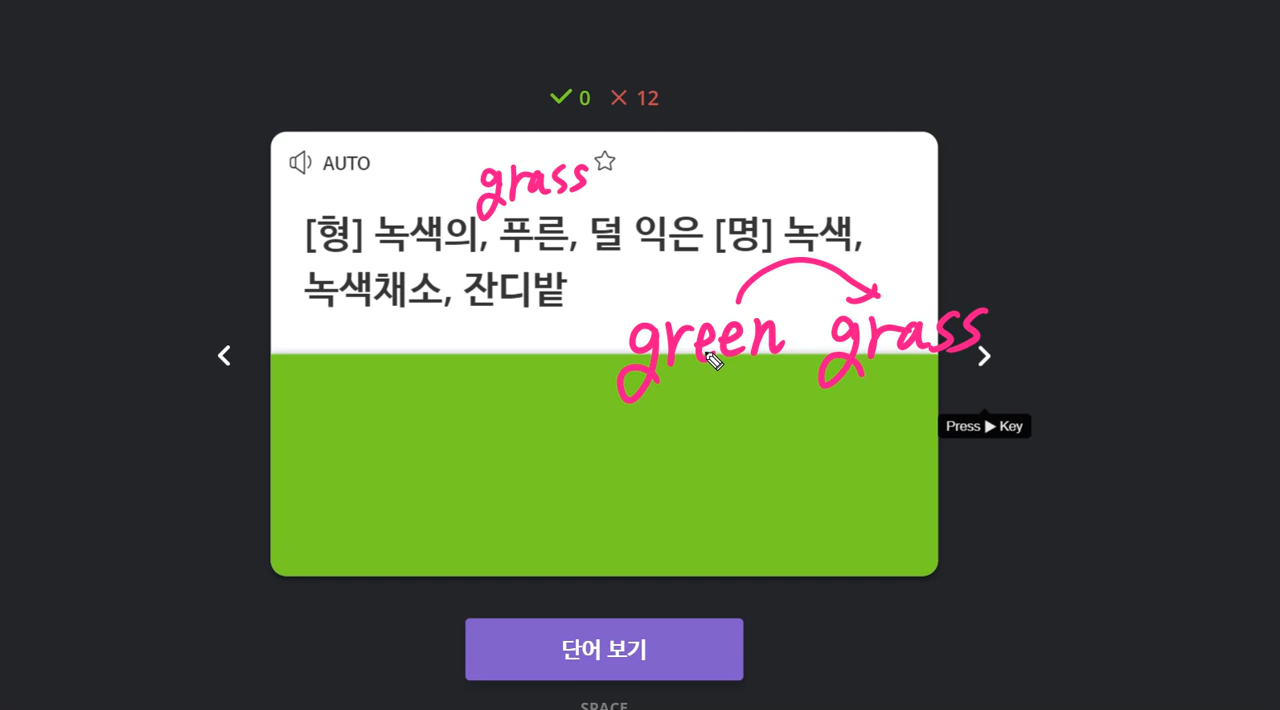 0 12
AUTO
grass
[형] 녹색의, 푸른, 덜 익은 [명] 녹색,
녹색채소, 잔디밭
green grass
Press ▶ Key
단어 보기
SPACE